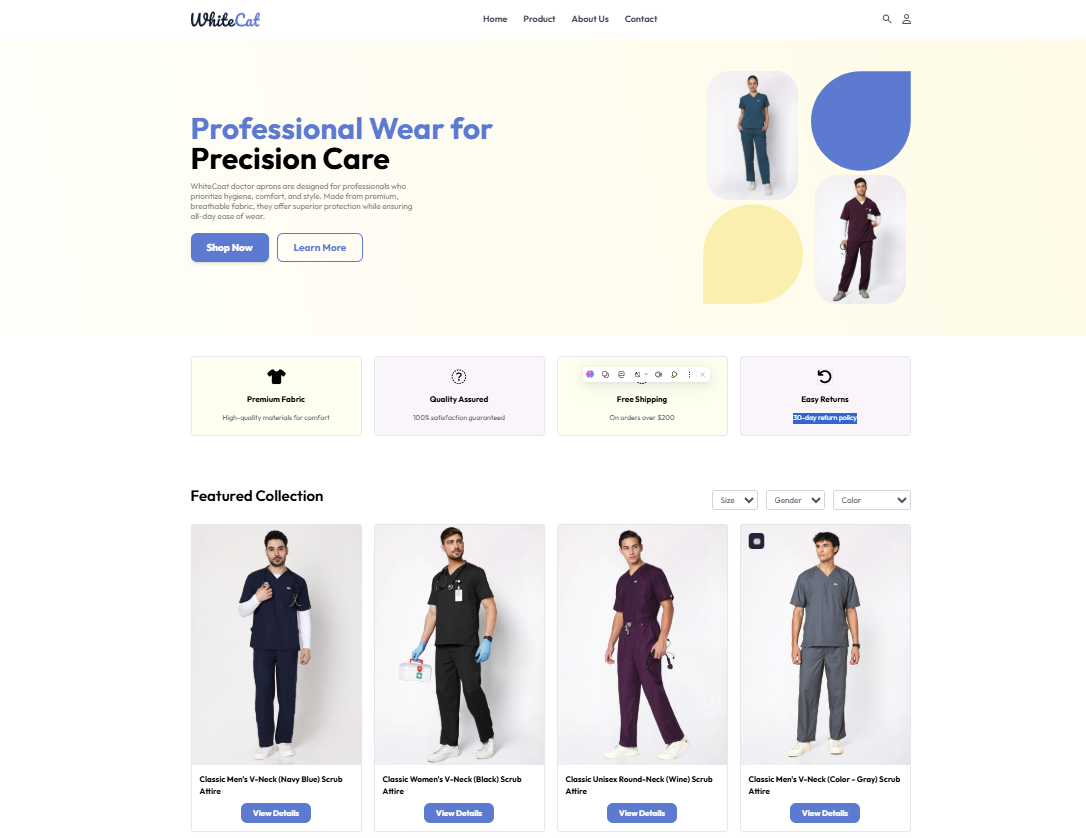 WhiteCat
Home Product About Us Contact
Professional Wear for
Precision Care
WhiteCoat doctor aprons are designed for professionals who
prioritize hygiene, comfort, and style. Made from premium,
breathable fabric, they offer superior protection while ensuring
all-day ease of wear.
Shop Now Learn More
Premium Fabric
High-quality materials for comfort
Quality Assured
100% satisfaction guaranteed
Free Shipping
On orders over $200
Easy Returns
30-day return policy
Featured Collection
Size Gender Color
Classic Men's V-Neck (Navy Blue) Scrub
Attire
View Details
Classic Women's V-Neck (Black) Scrub
Attire
View Details
Classic Unisex Round-Neck (Wine) Scrub
Attire
View Details
Classic Men's V-Neck (Color - Gray) Scrub
Attire
View Details